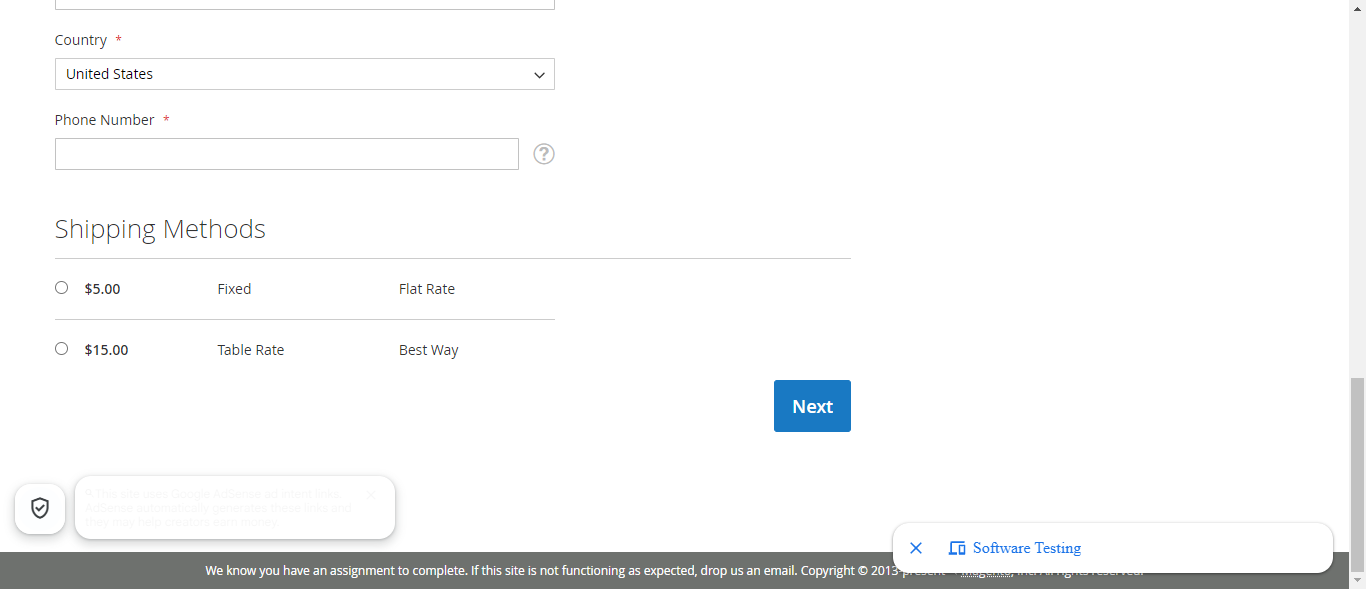 Country *
United States
Phone Number *
?
Shipping Methods
$5.00 Fixed Flat Rate
$15.00 Table Rate Best Way
Next
This site uses Google AdSense ad intent links.
AdSense automatically generates these links and
they may help creators earn money.
Software Testing
We know you have an assignment to complete. If this site is not functioning as expected, drop us an email. Copyright © 2013-present Magento, Inc. All rights reserved.